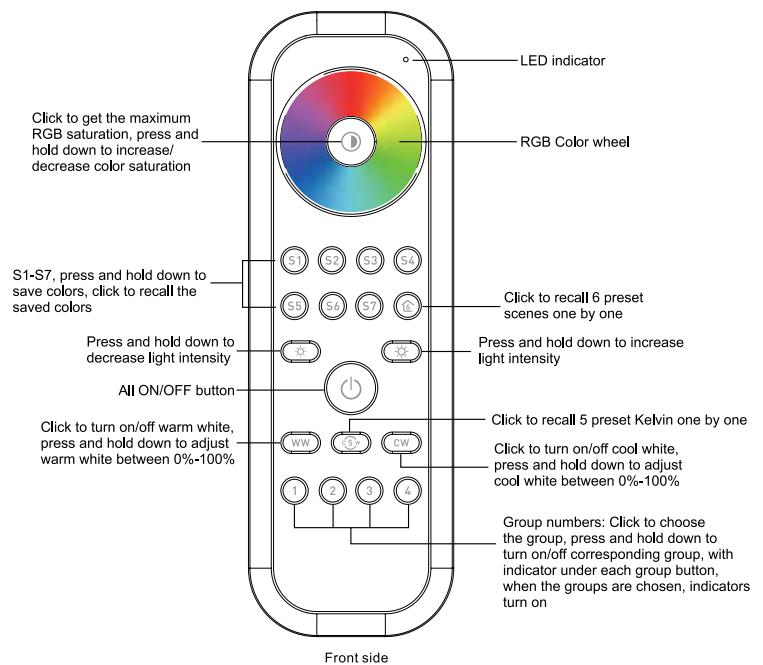 LED indicator
Click to get the maximum
RGB saturation, press and
hold down to increase/
decrease color saturation
RGB Color wheel
S1 S2 S3 S4
S1-S7, press and hold down to
save colors, click to recall the
saved colors
S5 S6 S7 6
Click to recall 6 preset
scenes one by one
Press and hold down to
decrease light intensity
Press and hold down to increase
light intensity
All ON/OFF button
Click to recall 5 preset Kelvin one by one
Click to turn on/off warm white,
press and hold down to adjust
warm white between 0%-100%
WW C 5 W CW
Click to turn on/off cool white,
press and hold down to adjust
cool white between 0%-100%
1 2 3 4
Group numbers: Click to choose
the group, press and hold down to
turn on/off corresponding group, with
indicator under each group button,
when the groups are chosen, indicators
turn on
Front side